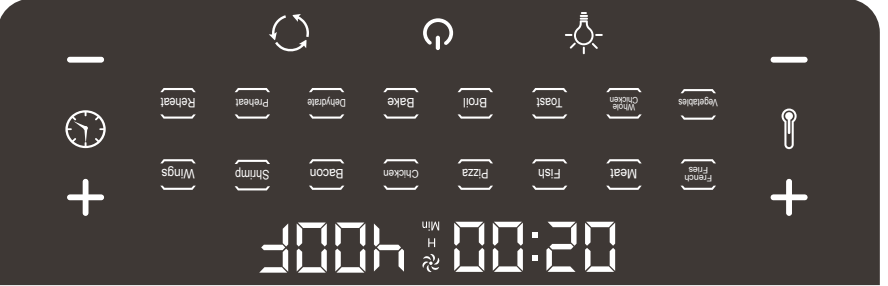 02:00 H Min 400F
French Fries Meat Fish Pizza Chicken Bacon Shrimp Wings
Vegetables Whole Chicken Toast Broil Bake Dehydrate Preheat Reheat